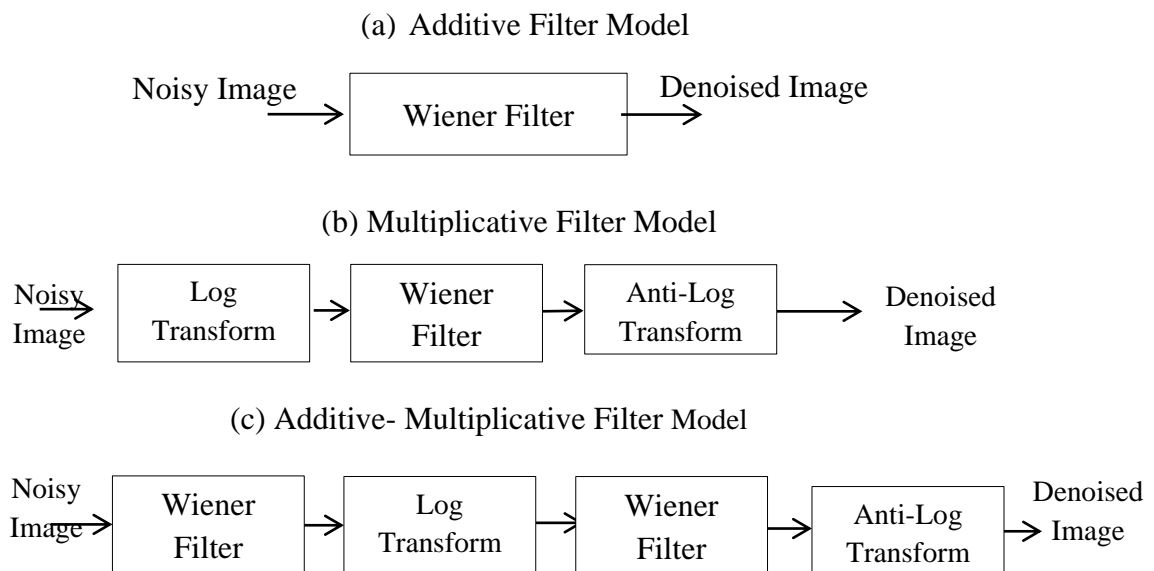 (a) Additive Filter Model
Noisy Image
Wiener Filter
Denoised Image
(b) Multiplicative Filter Model
Noisy
Image
Log
Transform
Wiener
Filter
Anti-Log
Transform
Denoised
Image
(c) Additive- Multiplicative Filter Model
Noisy
Image
Wiener
Filter
Log
Transform
Wiener
Filter
Anti-Log
Transform
Denoised
Image